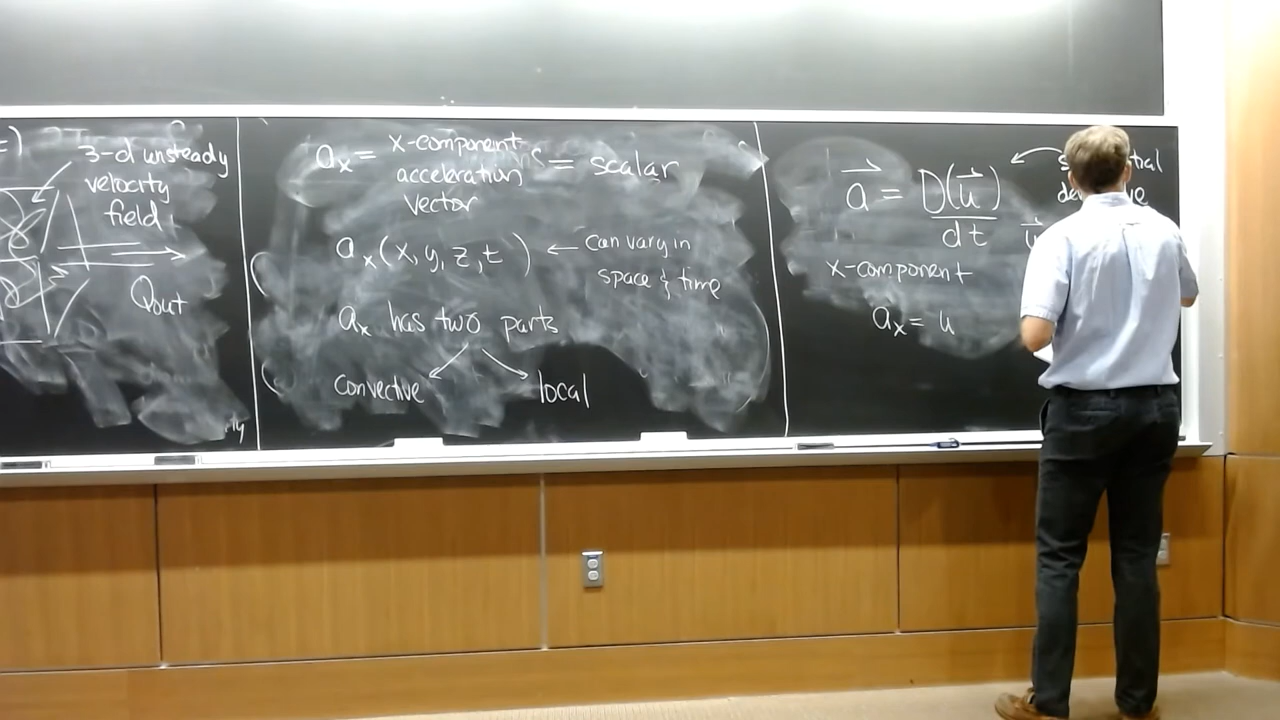 3-d unsteady
velocity
field
Qout
aₓ = x-component
acceleration = scalar
vector
aₓ(x,y,z,t) ← can vary in
space & time
aₓ has two parts
convective local
a⃗ = D(u⃗)
dt
x-component
aₓ = u